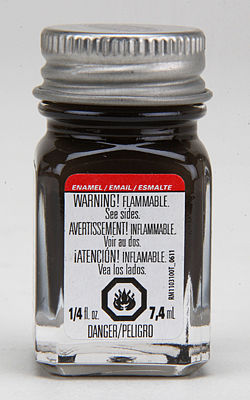 ENAMEL / EMAIL / ESMALTE
WARNING! FLAMMABLE.
See sides.
AVERTISSEMENT! INFLAMMABLE.
Voir au dos.
¡ATENCIÓN! INFLAMABLE.
Vea los lados.
1/4 fl. oz. 7,4 mL
DANGER/PELIGRO
RM110100T_0611